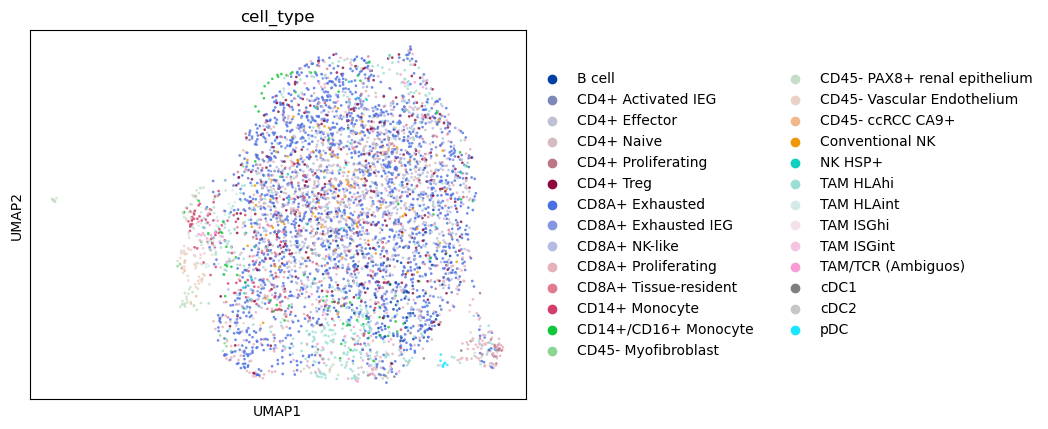 cell_type
UMAP2
UMAP1
B cell
CD4+ Activated IEG
CD4+ Effector
CD4+ Naive
CD4+ Proliferating
CD4+ Treg
CD8A+ Exhausted
CD8A+ Exhausted IEG
CD8A+ NK-like
CD8A+ Proliferating
CD8A+ Tissue-resident
CD14+ Monocyte
CD14+/CD16+ Monocyte
CD45- Myofibroblast
CD45- PAX8+ renal epithelium
CD45- Vascular Endothelium
CD45- ccRCC CA9+
Conventional NK
NK HSP+
TAM HLAhi
TAM HLAint
TAM ISGhi
TAM ISGint
TAM/TCR (Ambiguos)
cDC1
cDC2
pDC